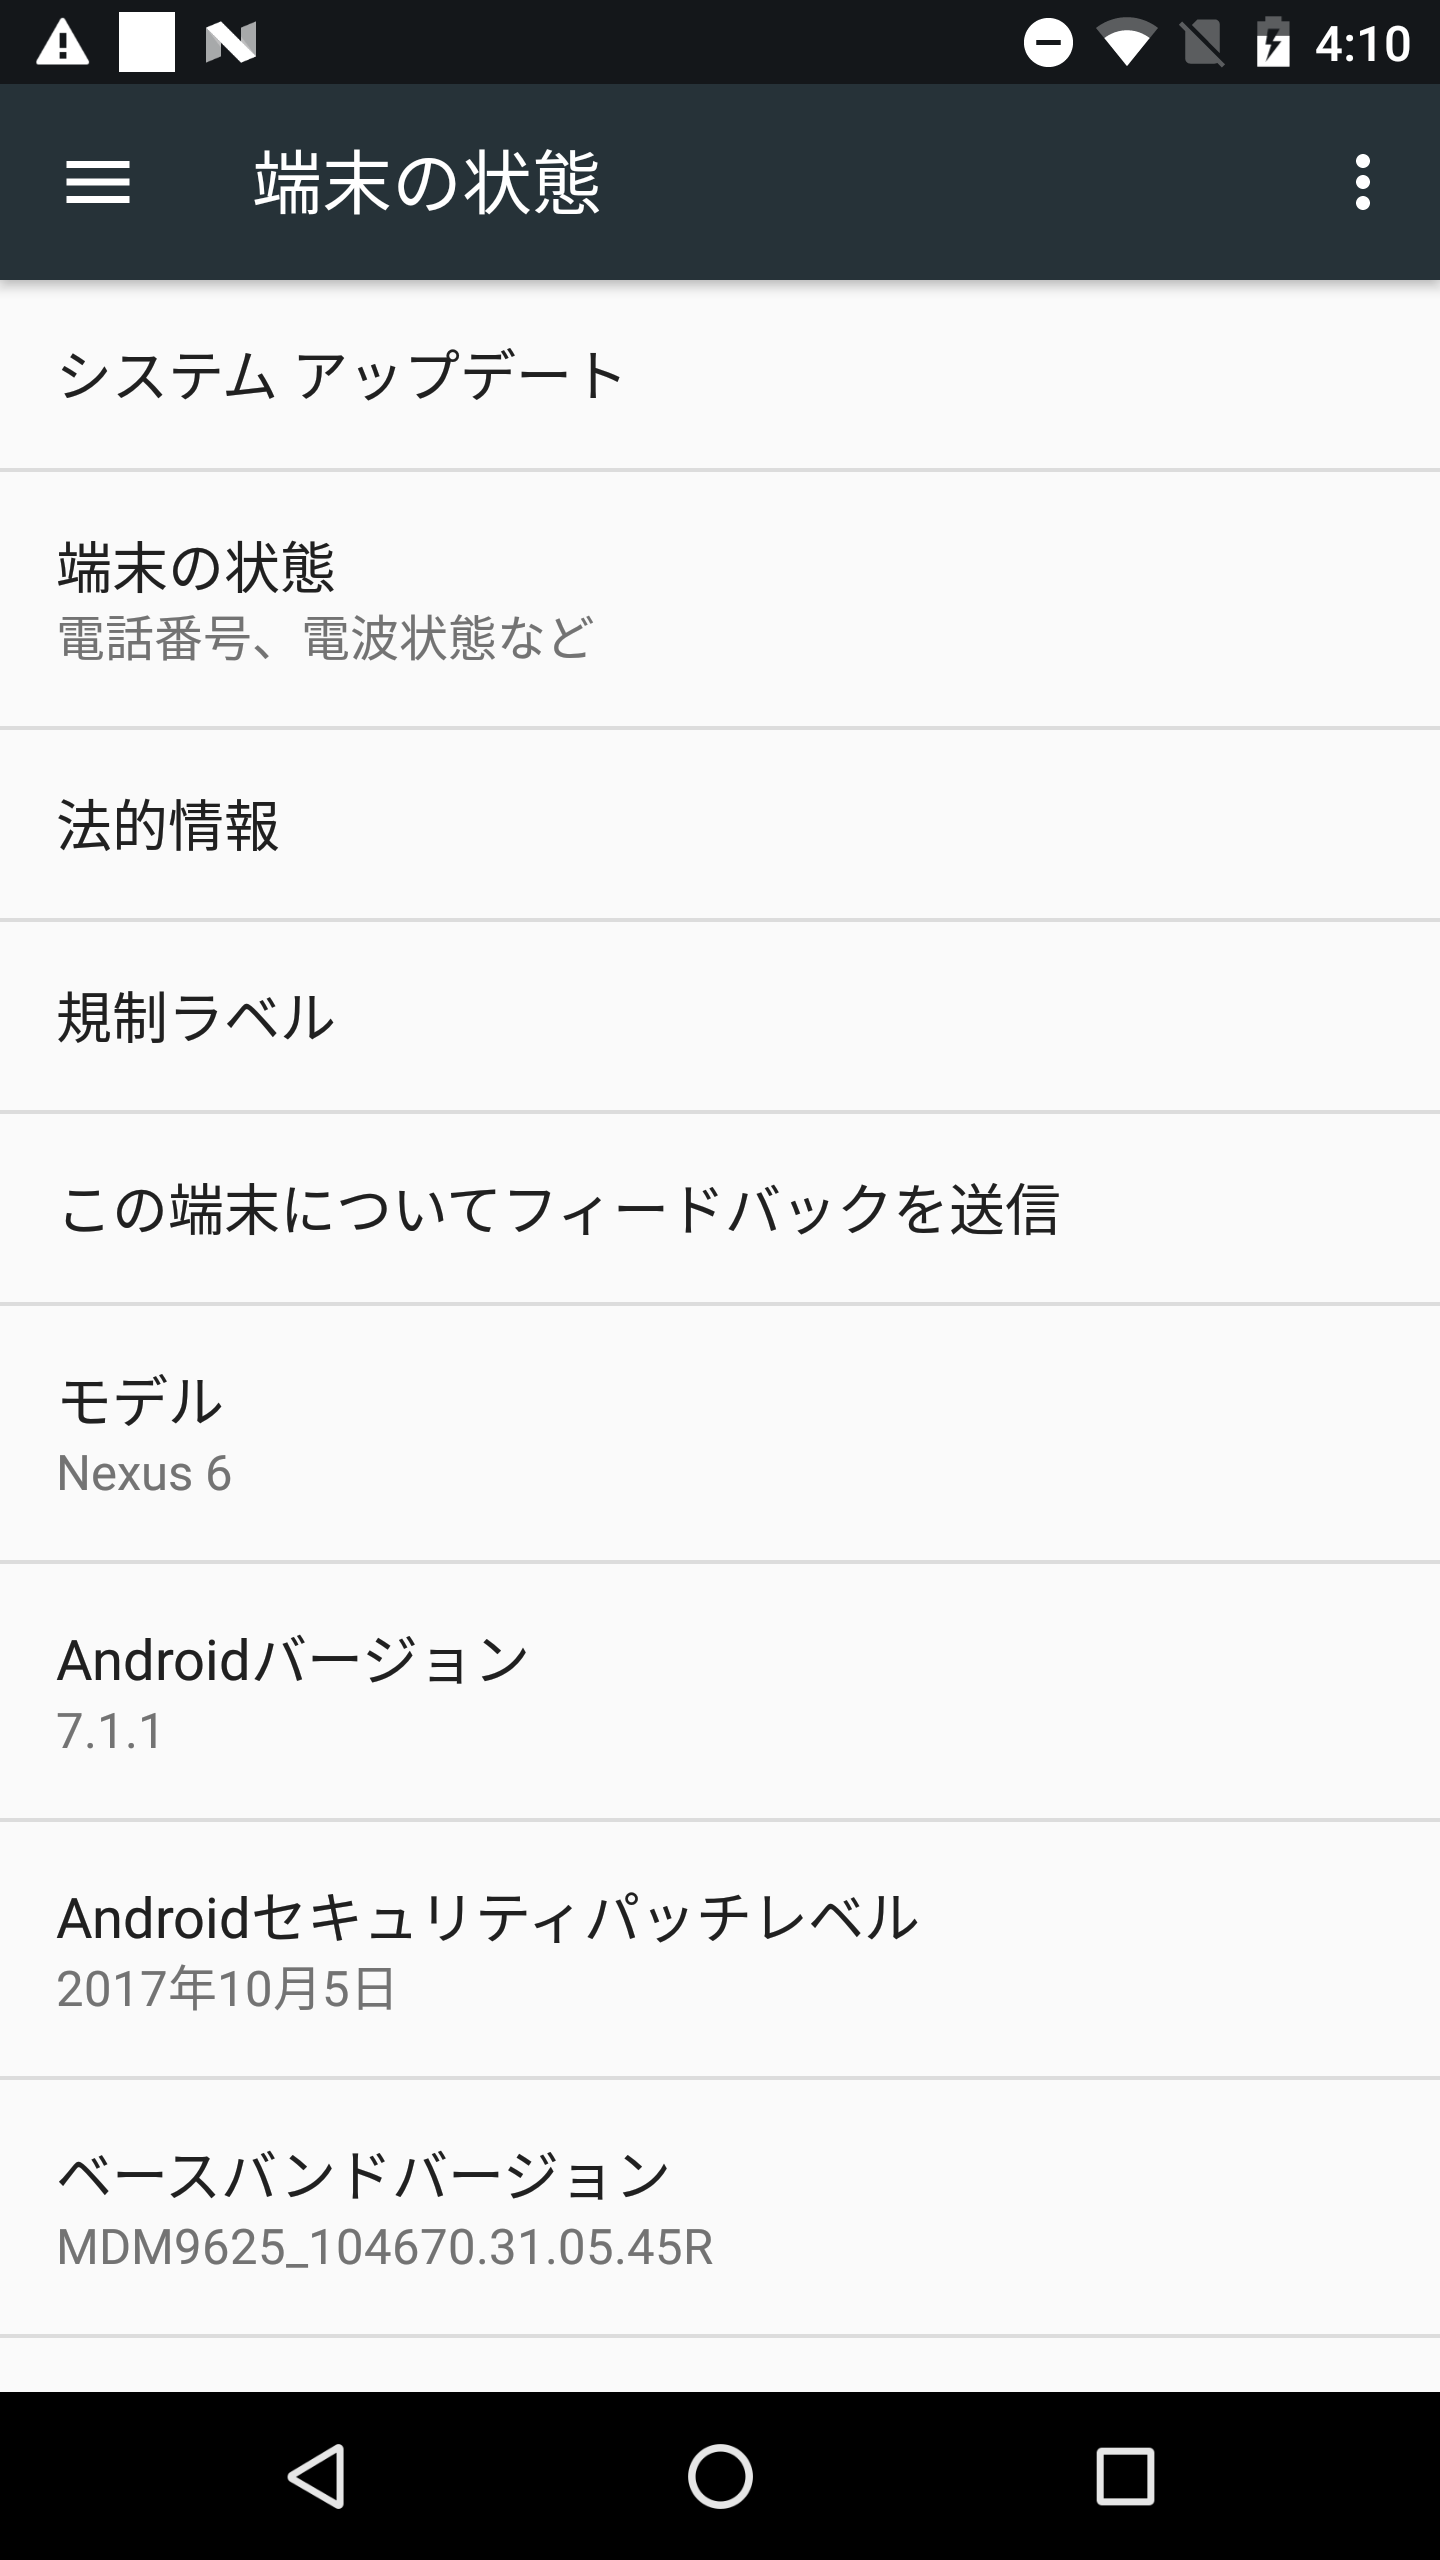 4:10
端末の状態
システム アップデート
端末の状態
電話番号、電波状態など
法的情報
規制ラベル
この端末についてフィードバックを送信
モデル
Nexus 6
Androidバージョン
7.1.1
Androidセキュリティパッチレベル
2017年10月5日
ベースバンドバージョン
MDM9625_104670.31.05.45R